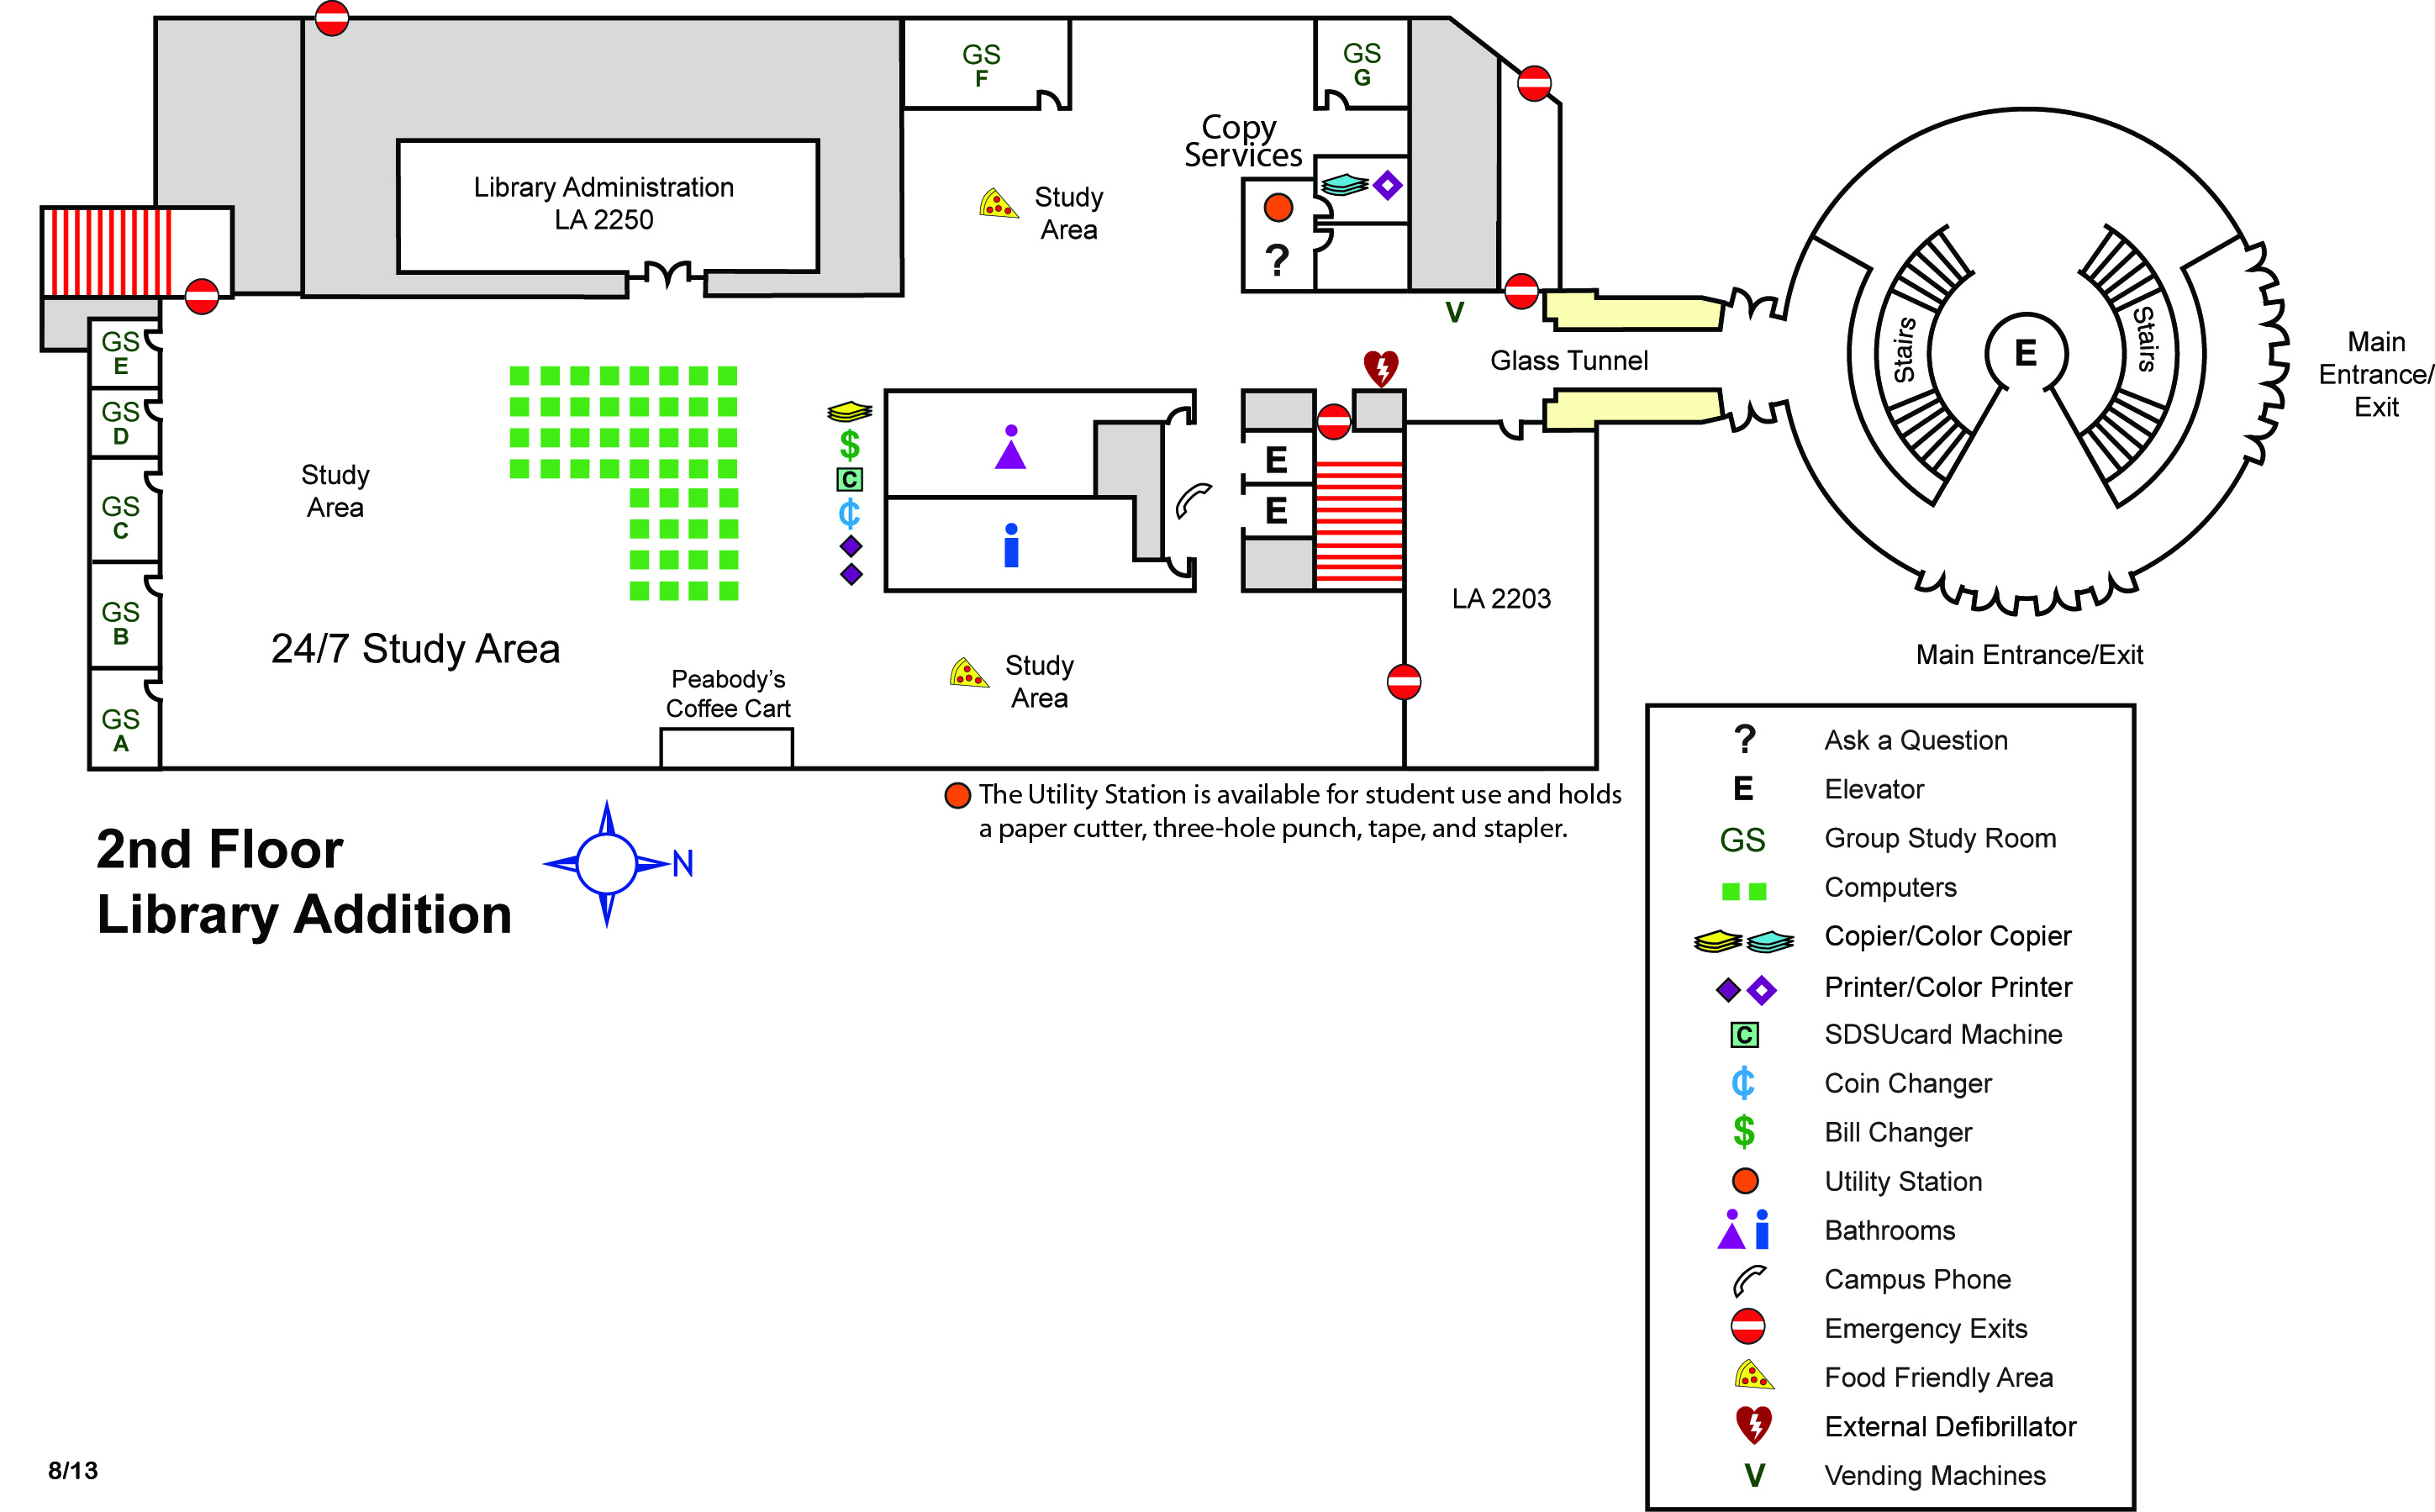 GS
F
GS
G
Copy
Services
Library Administration
LA 2250
Study
Area
?
V
GS
E
GS
D
GS
C
GS
B
GS
A
Study
Area
24/7 Study Area
$
C
₵
E
E
Glass Tunnel
LA 2203
Stairs
E
Stairs
Main
Entrance/
Exit
Main Entrance/Exit
Peabody's
Coffee Cart
Study
Area
The Utility Station is available for student use and holds
a paper cutter, three-hole punch, tape, and stapler.
2nd Floor
Library Addition
N
? Ask a Question
E Elevator
GS Group Study Room
Computers
Copier/Color Copier
Printer/Color Printer
C SDSUcard Machine
₵ Coin Changer
$ Bill Changer
Utility Station
Bathrooms
Campus Phone
Emergency Exits
Food Friendly Area
External Defibrillator
V Vending Machines
8/13